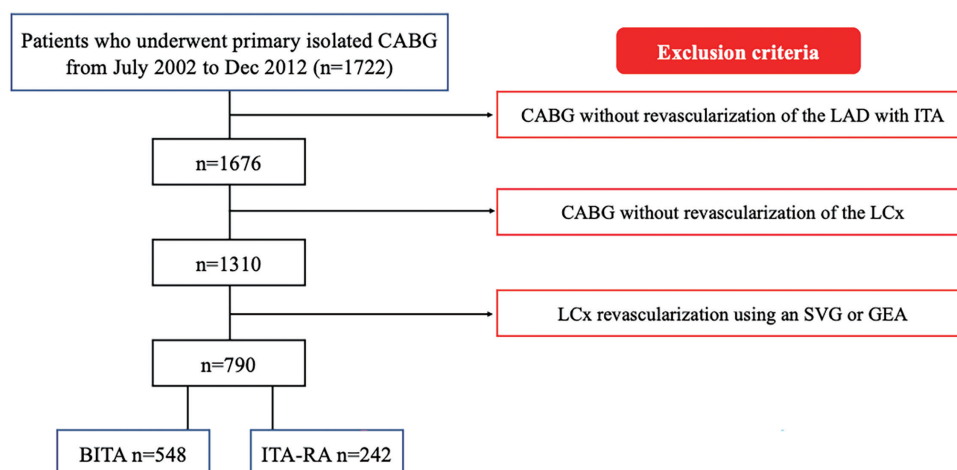 Patients who underwent primary isolated CABG
from July 2002 to Dec 2012 (n=1722)
Exclusion criteria
CABG without revascularization of the LAD with ITA
n=1676
CABG without revascularization of the LCx
n=1310
LCx revascularization using an SVG or GEA
n=790
BITA n=548
ITA-RA n=242